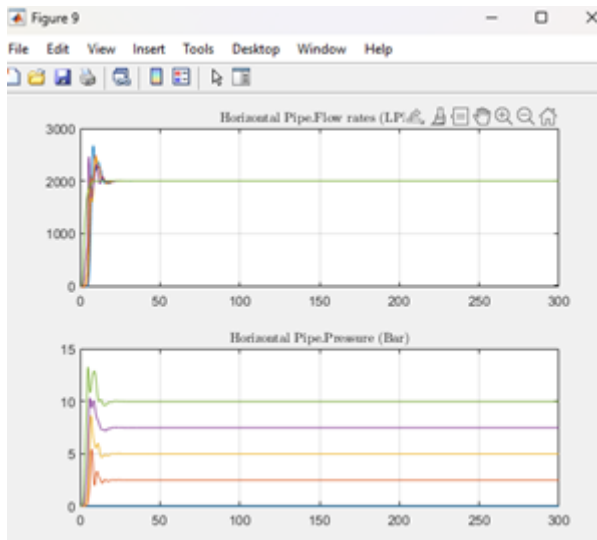 Figure 9
File Edit View Insert Tools Desktop Window Help
Horizontal Pipe.Flow rates (LP
3000
2000
1000
0
0 50 100 150 200 250 300
Horizontal Pipe.Pressure (Bar)
15
10
5
0
0 50 100 150 200 250 300